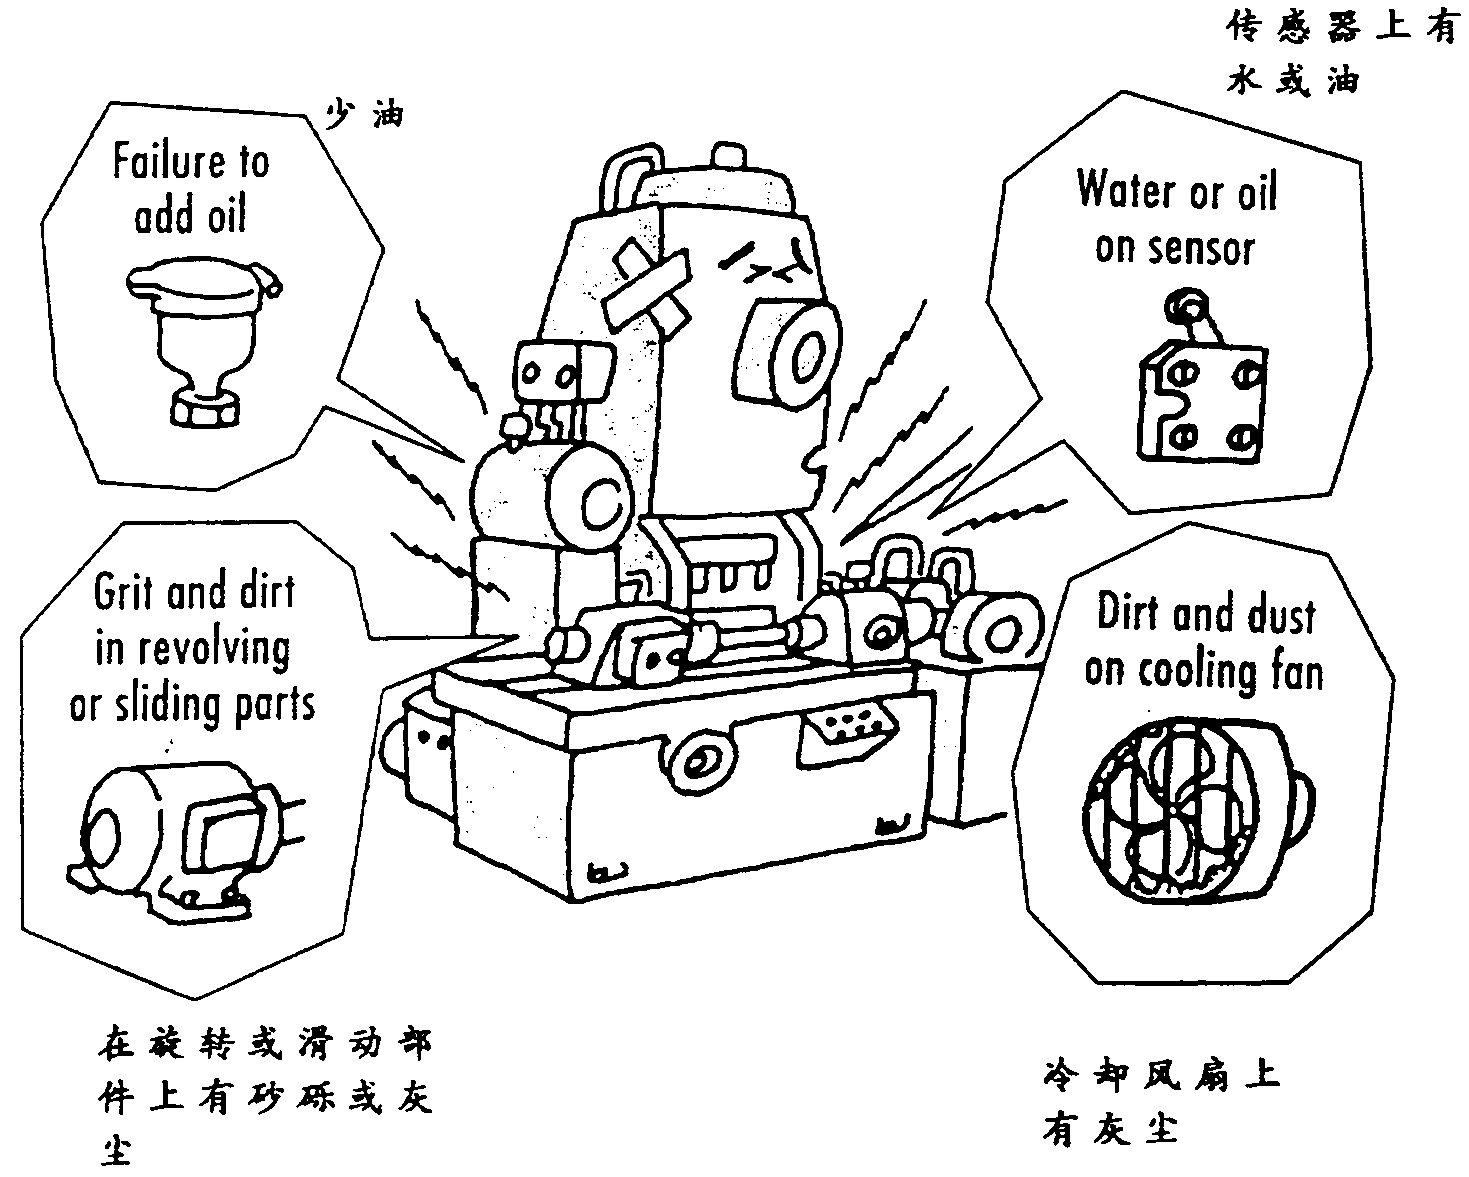 传感器上有
水或油
少油
Failure to
add oil
Water or oil
on sensor
Grit and dirt
in revolving
or sliding parts
Dirt and dust
on cooling fan
在旋转或滑动部
件上有砂砾或灰
尘
冷却风扇上
有灰尘